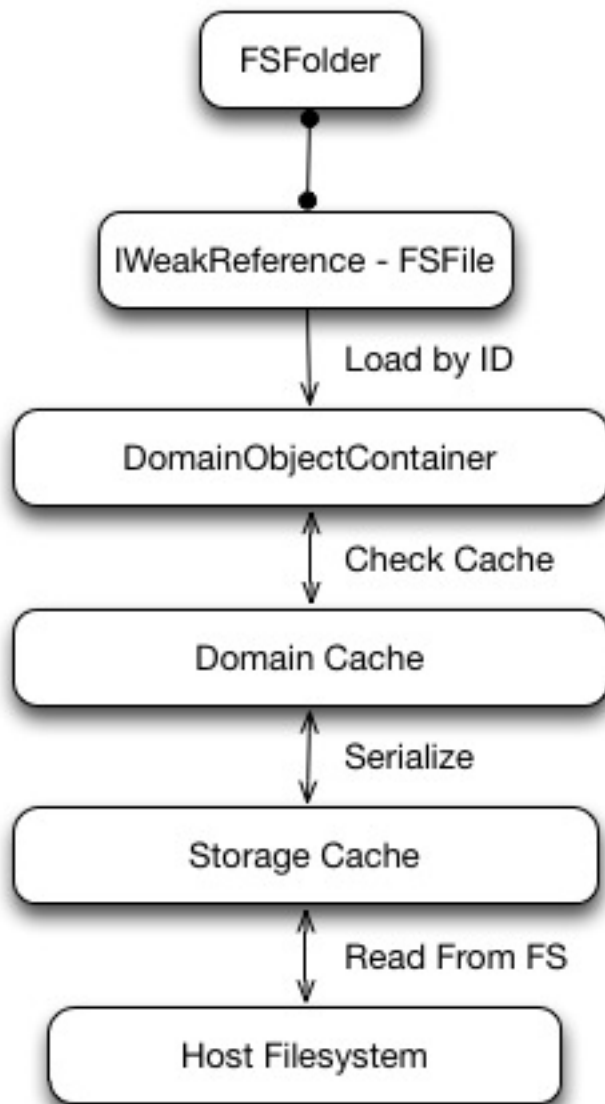 FSFolder
IWeakReference - FSFile
Load by ID
DomainObjectContainer
Check Cache
Domain Cache
Serialize
Storage Cache
Read From FS
Host Filesystem